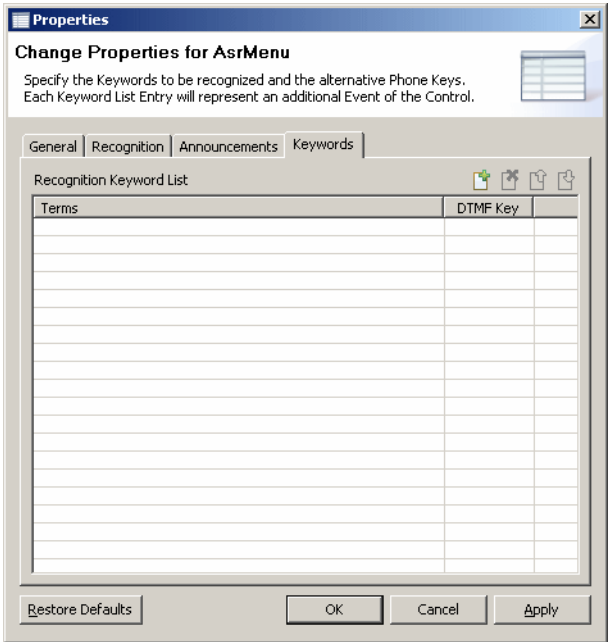 Properties
Change Properties for AsrMenu
Specify the Keywords to be recognized and the alternative Phone Keys.
Each Keyword List Entry will represent an additional Event of the Control.
General Recognition Announcements Keywords
Recognition Keyword List
Terms DTMF Key
Restore Defaults OK Cancel Apply